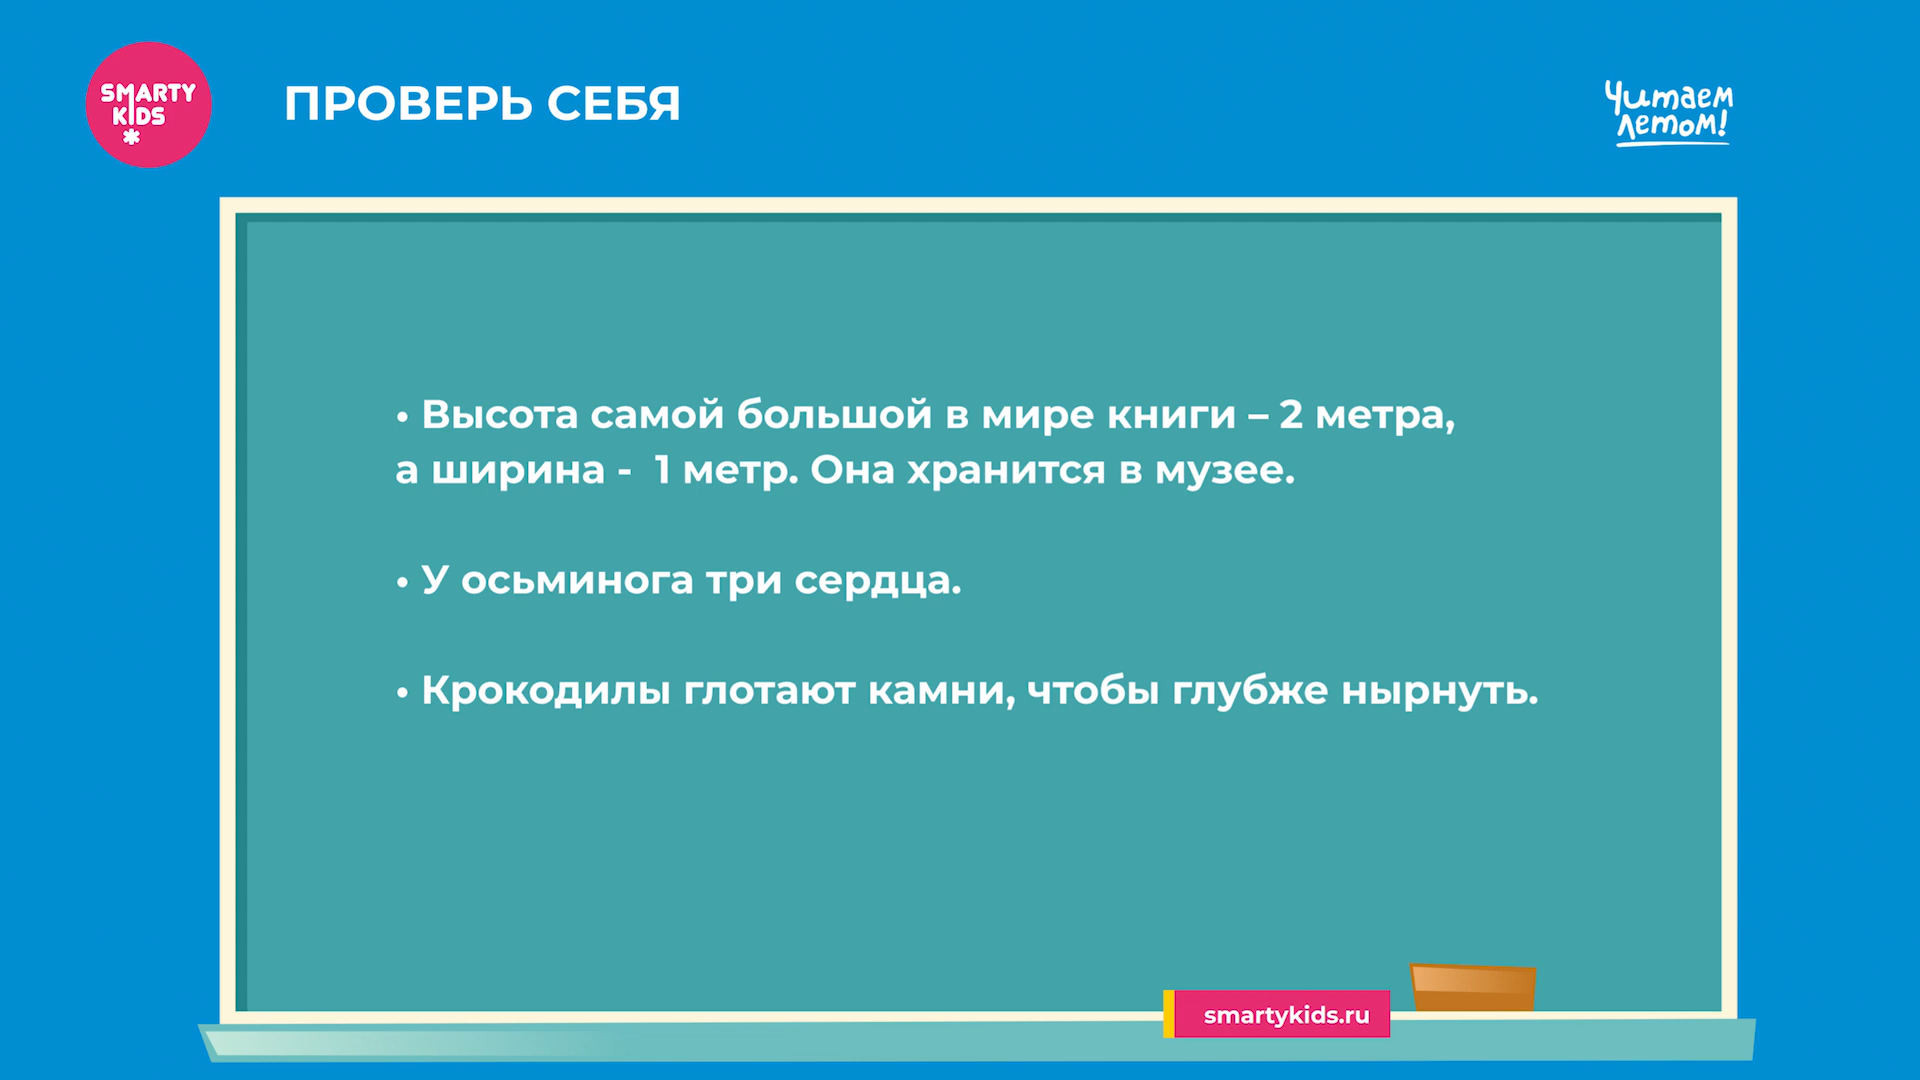 SMARTY
KIDS
ПРОВЕРЬ СЕБЯ
Читаем
летом!
• Высота самой большой в мире книги – 2 метра,
а ширина -  1 метр. Она хранится в музее.
• У осьминога три сердца.
• Крокодилы глотают камни, чтобы глубже нырнуть.
smartykids.ru